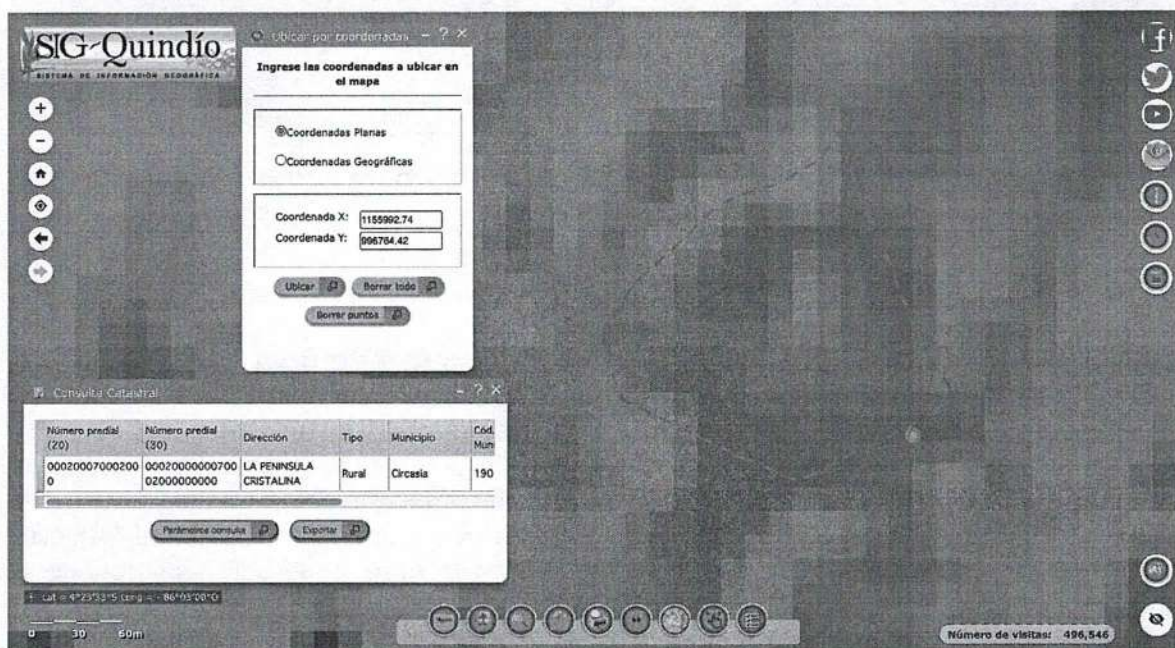 SIG-Quindío
SISTEMA DE INFORMACIÓN GEOGRÁFICA
Ubicar por coordenadas - ? ×
Ingrese las coordenadas a ubicar en
el mapa
Coordenadas Planas
Coordenadas Geográficas
Coordenada X: 1155992.74
Coordenada Y: 996764.42
Ubicar
Borrar todo
Borrar puntos
Consulta Catastral - ? ×
Número predial (20) Número predial (30) Dirección Tipo Municipio Cód. Muni
00020007000200 00020000000700 LA PENINSULA Rural Circasia 190
0 02000000000 CRISTALINA
Parámetros consulta
Exportar
0 30 60m
Número de visitas: 496,546